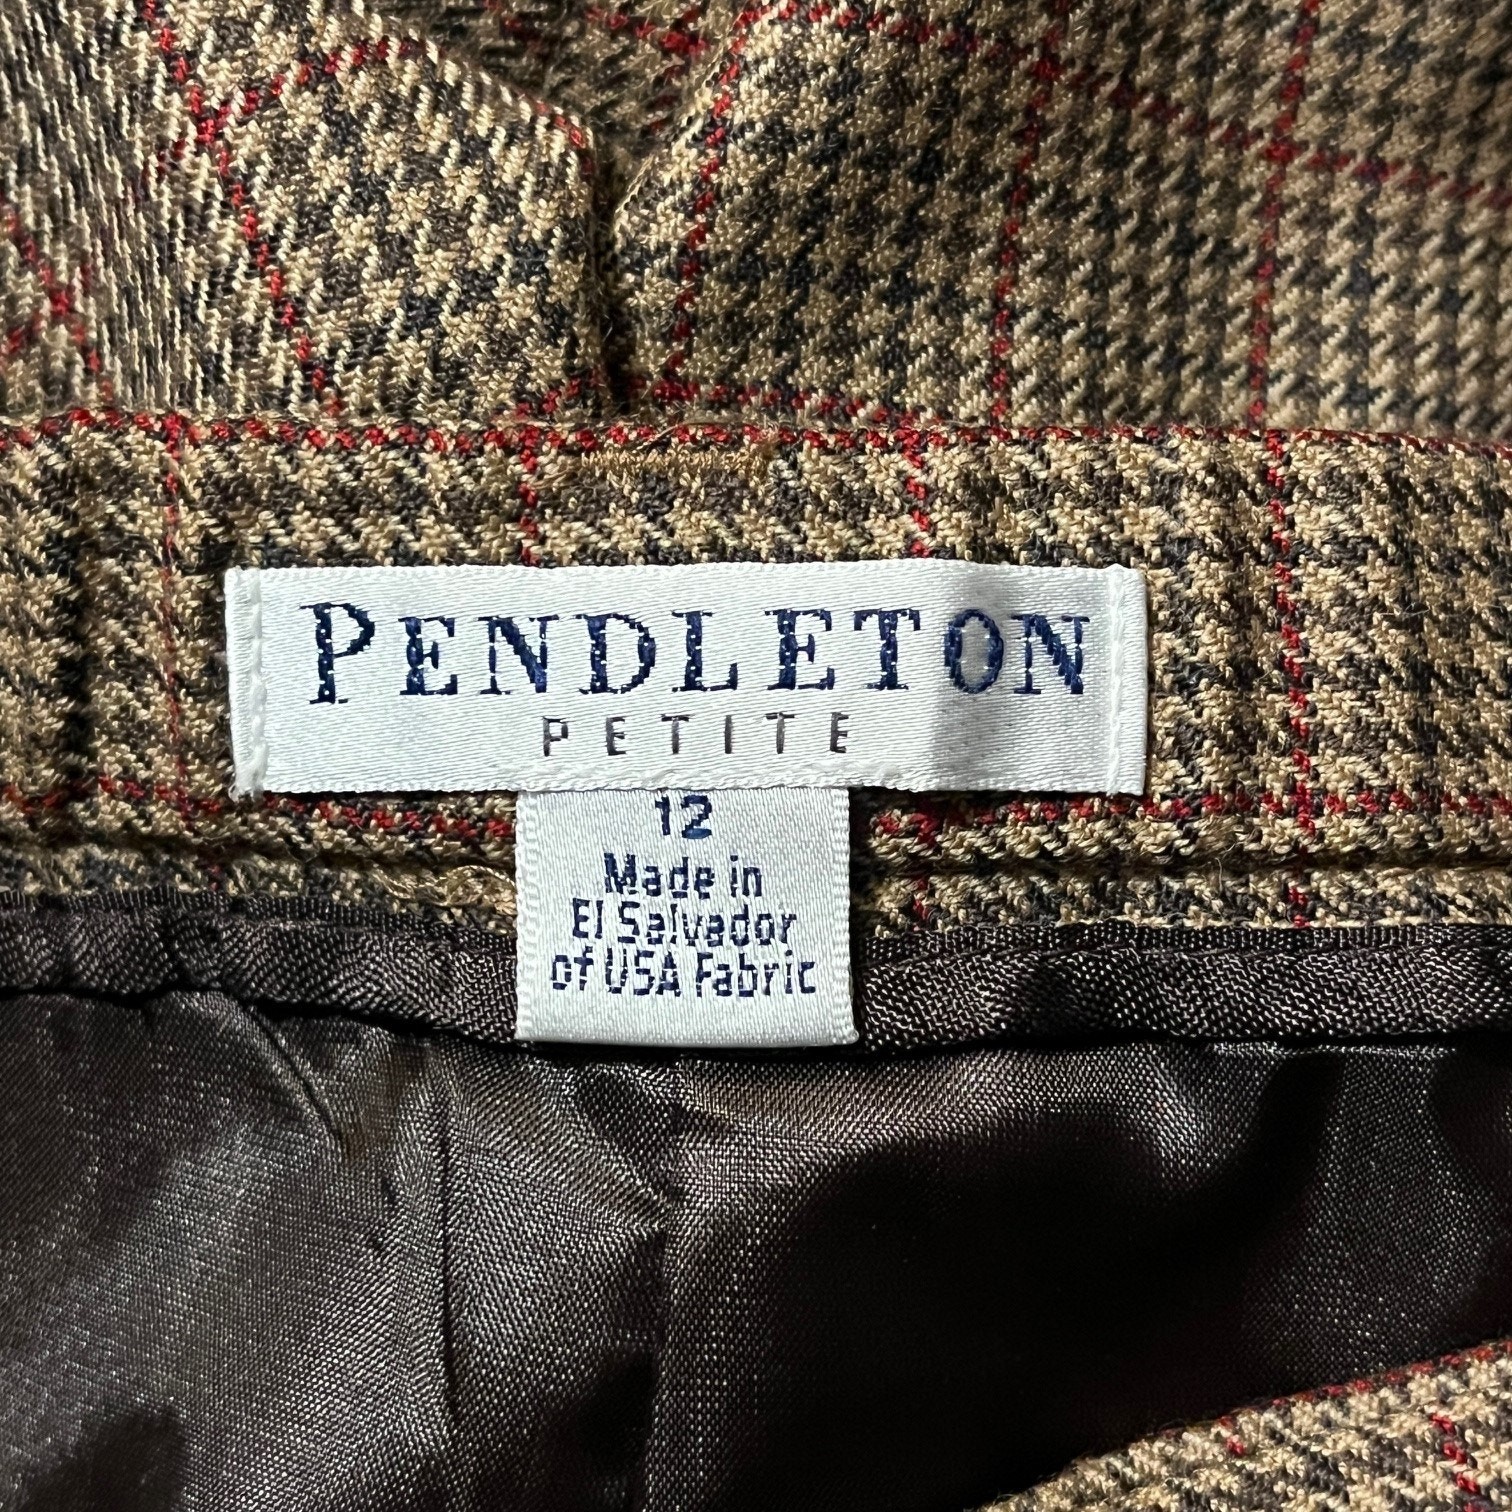 PENDLETON
PETITE
12
Made in
El Salvador
of USA Fabric